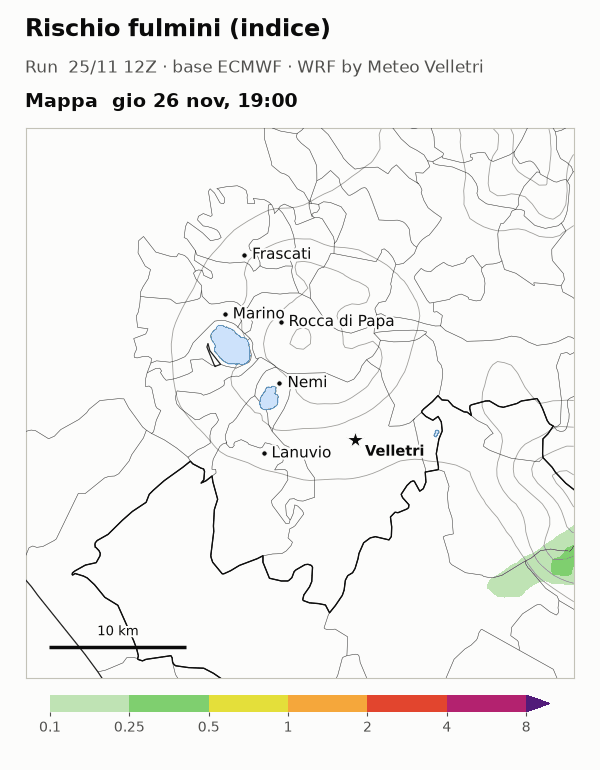 Rischio fulmini (indice)
Run  25/11 12Z · base ECMWF · WRF by Meteo Velletri
Mappa  gio 26 nov, 19:00
Frascati
Marino
Rocca di Papa
Nemi
Velletri
Lanuvio
10 km
0.1 0.25 0.5 1 2 4 8